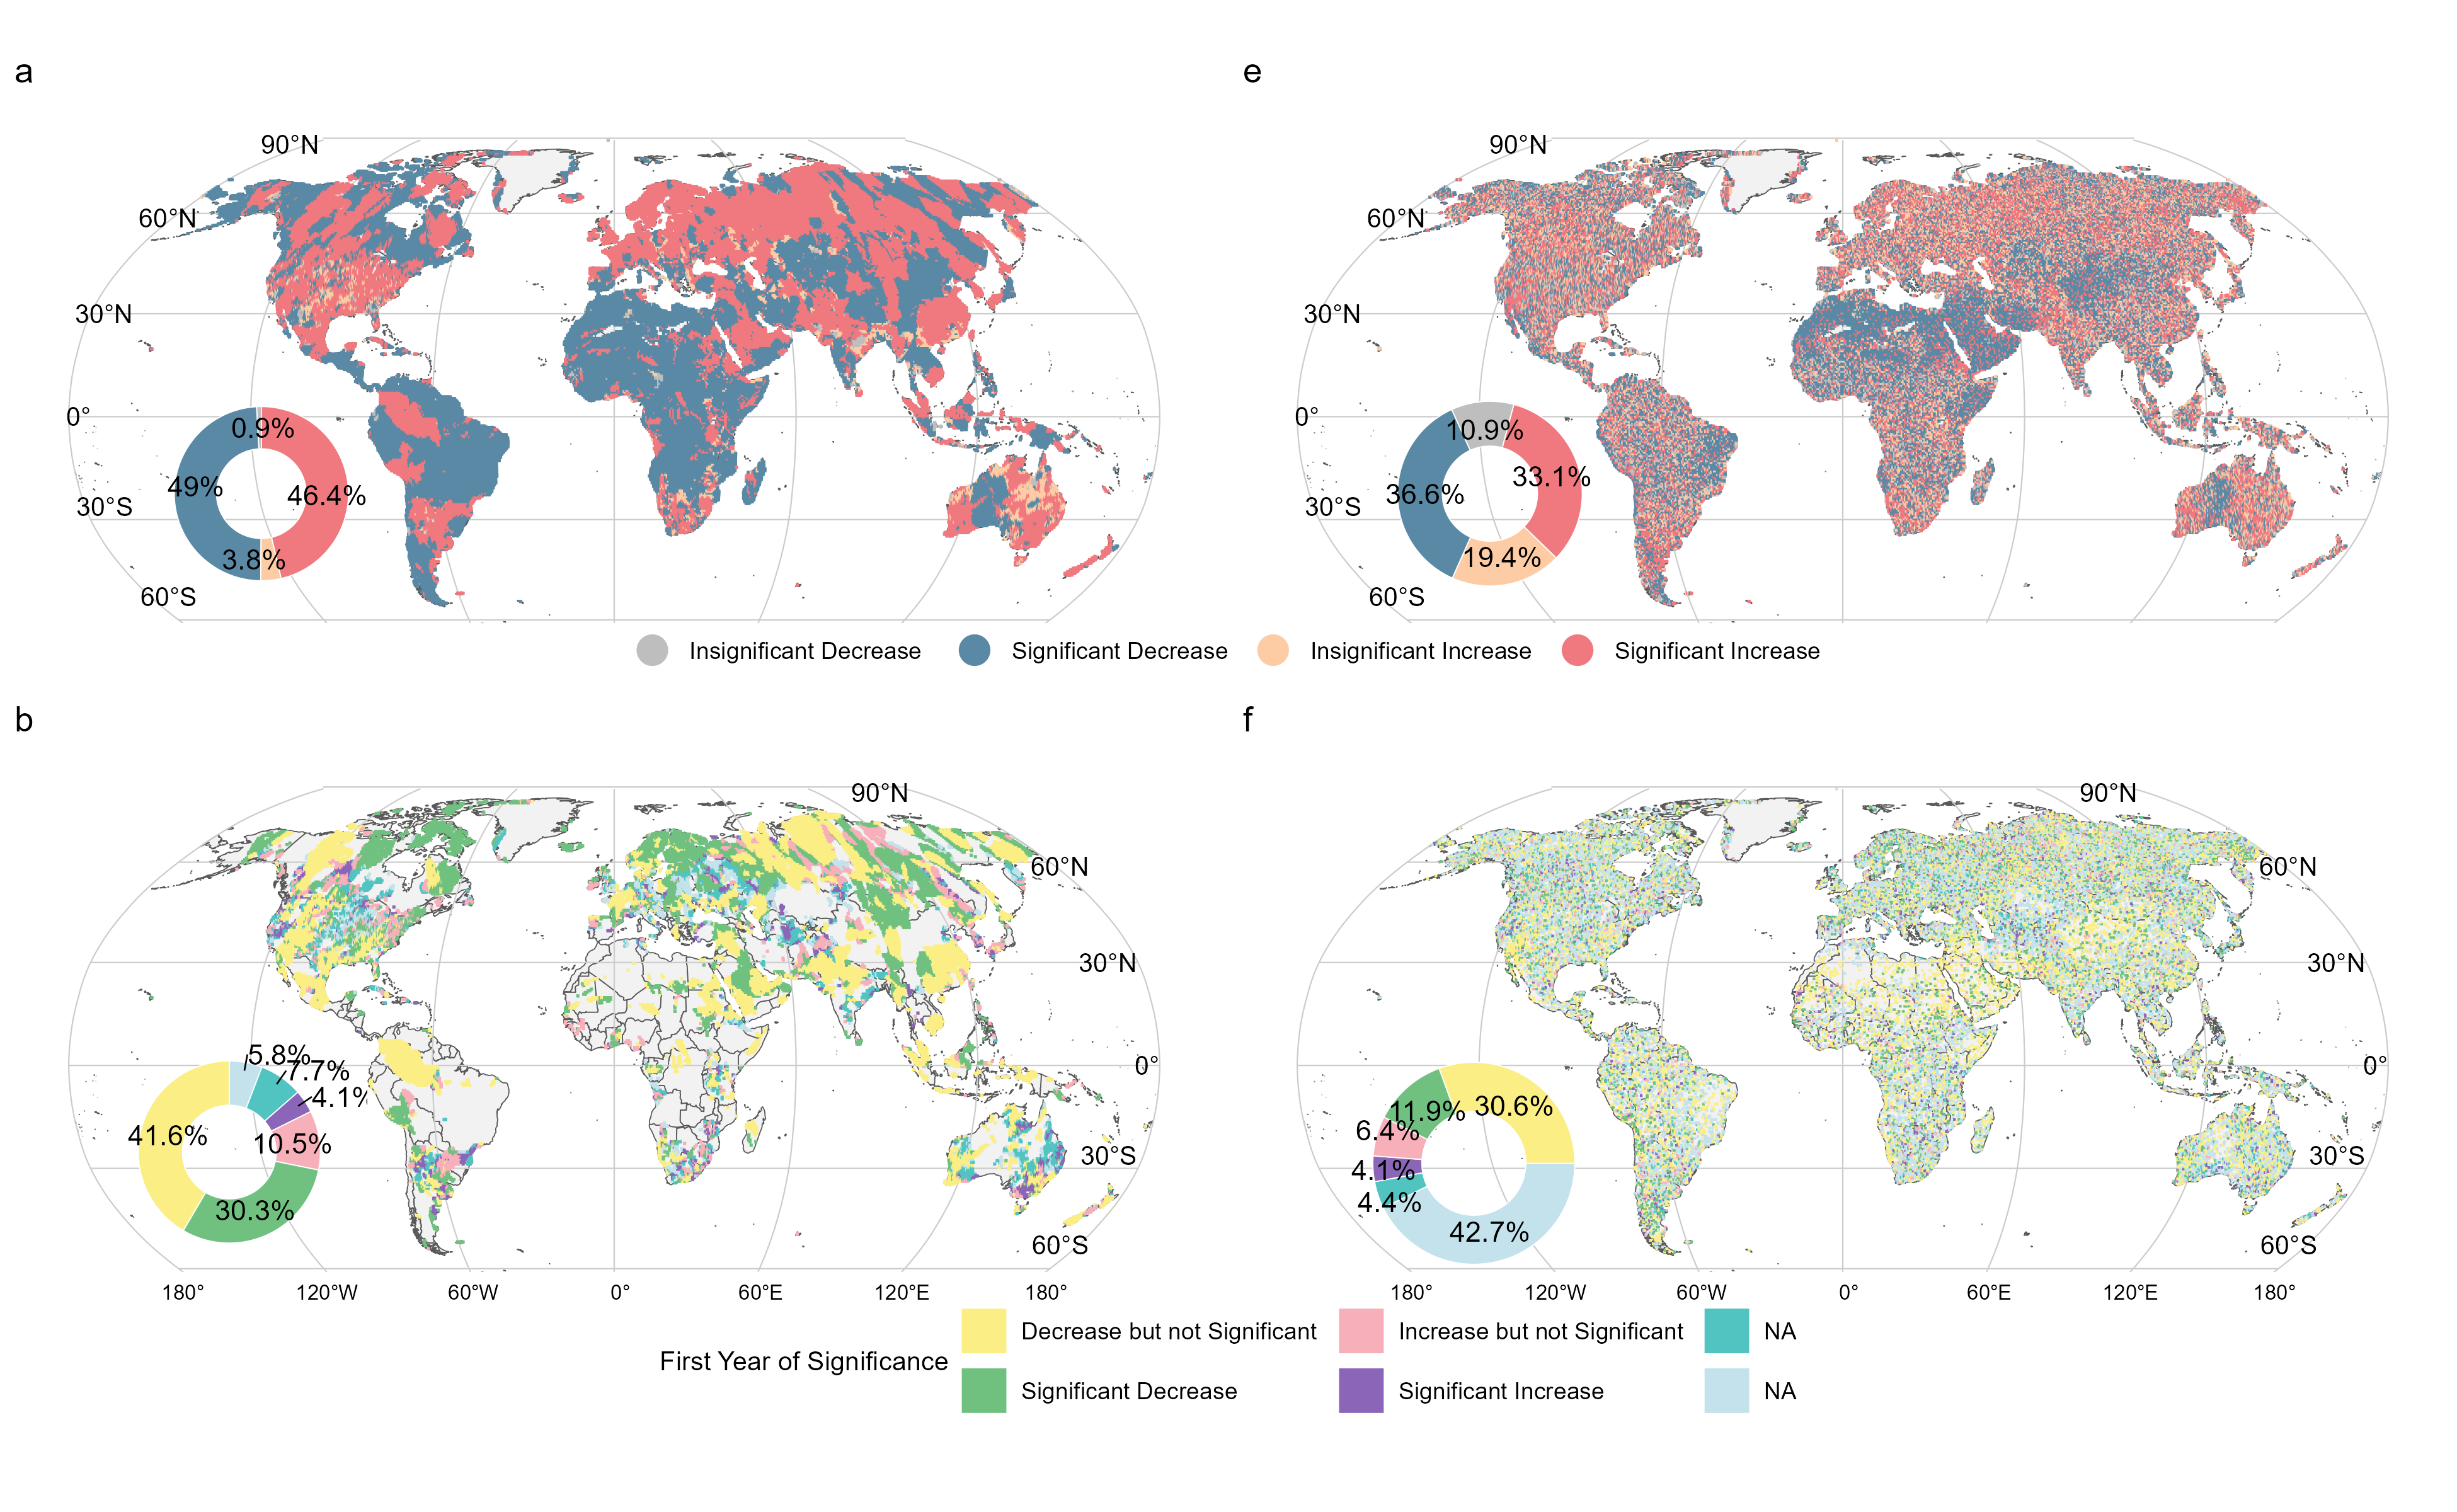 a
e
90°N
90°N
60°N
60°N
30°N
30°N
0°
0°
0.9%
10.9%
49%
46.4%
33.1%
36.6%
30°S
30°S
3.8%
19.4%
60°S
60°S
Insignificant Decrease
Significant Decrease
Insignificant Increase
Significant Increase
b
f
90°N
90°N
60°N
60°N
30°N
30°N
5.8%
7.7%
4.1%
0°
0°
41.6%
10.5%
11.9%
30.6%
6.4%
30°S
30°S
4.1%
4.4%
30.3%
42.7%
60°S
60°S
180°
120°W
60°W
0°
60°E
120°E
180°
180°
120°W
60°W
0°
60°E
120°E
180°
First Year of Significance
Decrease but not Significant
Increase but not Significant
NA
Significant Decrease
Significant Increase
NA